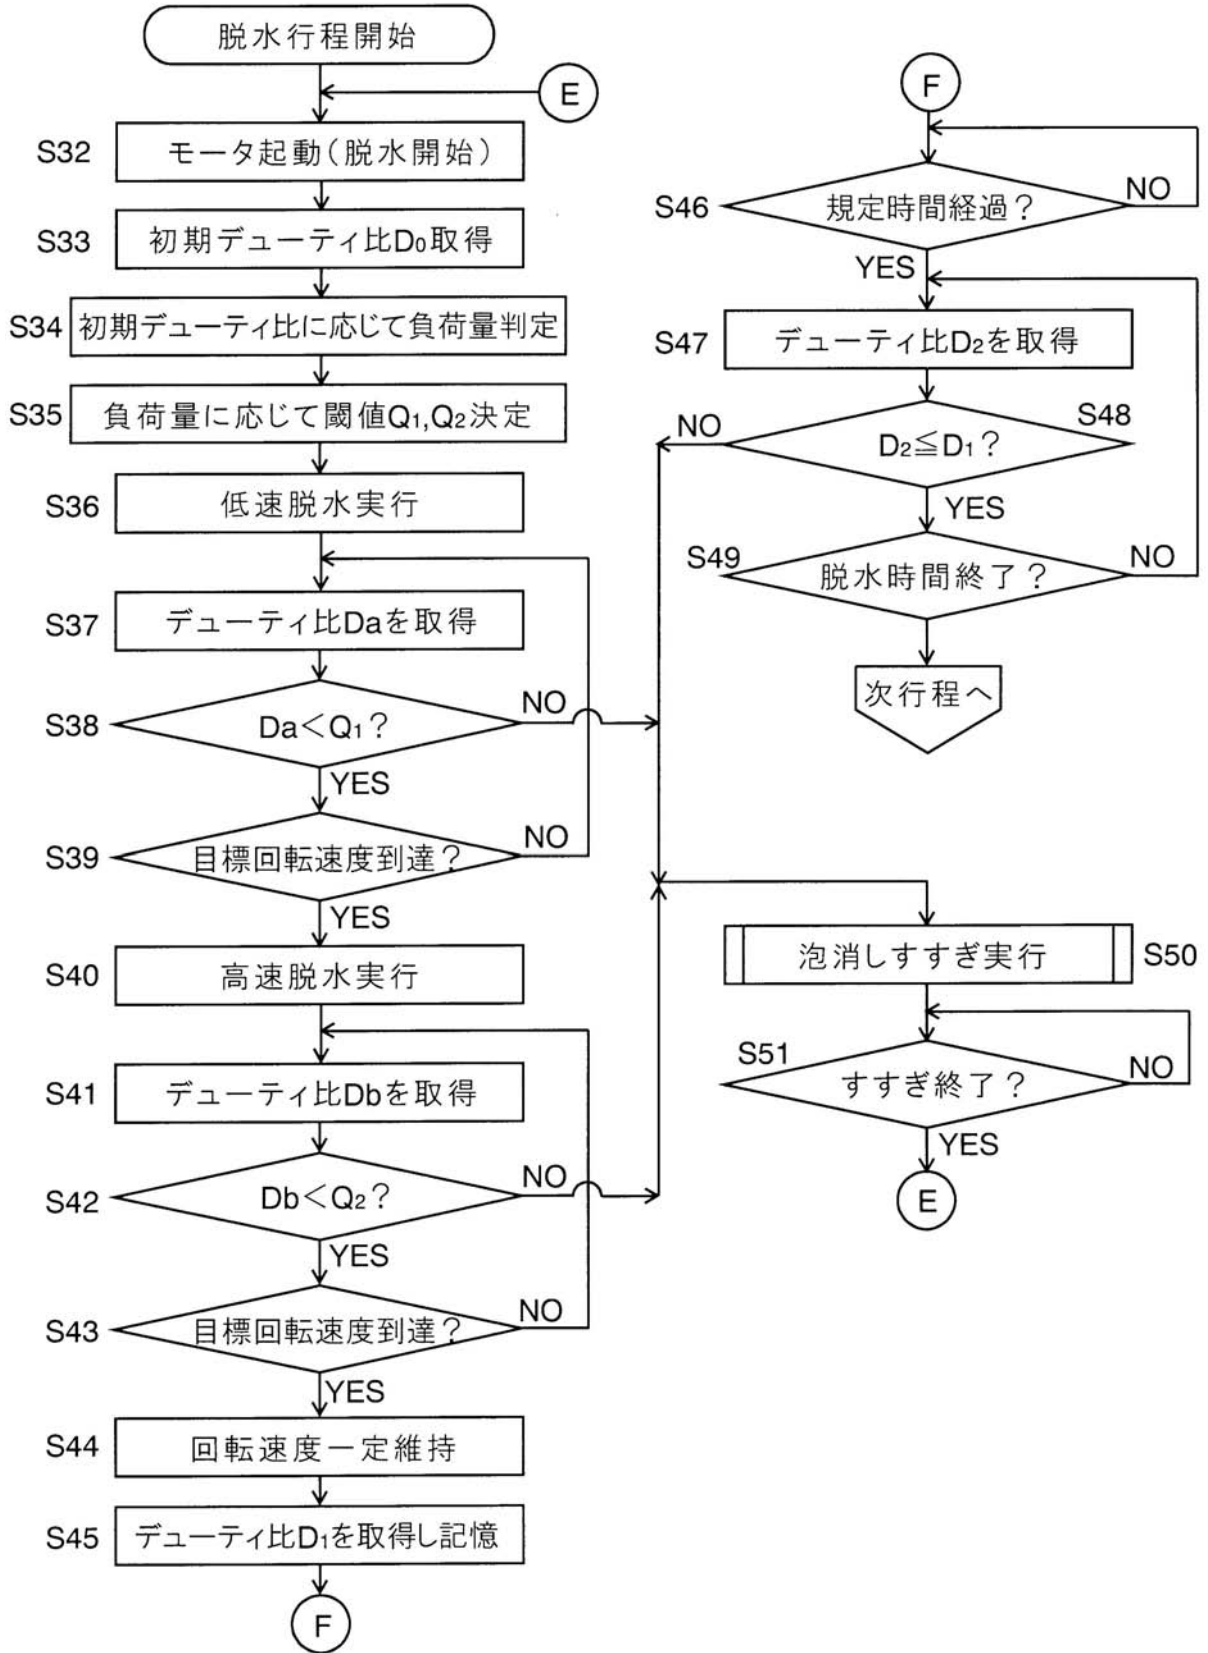 脱水行程開始
E
S32
モータ起動(脱水開始)
S33
初期デューティ比D₀取得
S34
初期デューティ比に応じて負荷量判定
S35
負荷量に応じて閾値Q₁,Q₂決定
S36
低速脱水実行
S37
デューティ比Daを取得
S38
Da<Q₁?
NO
YES
S39
目標回転速度到達?
NO
YES
S40
高速脱水実行
S41
デューティ比Dbを取得
S42
Db<Q₂?
NO
YES
S43
目標回転速度到達?
NO
YES
S44
回転速度一定維持
S45
デューティ比D₁を取得し記憶
F
F
S46
規定時間経過?
NO
YES
S47
デューティ比D₂を取得
S48
D₂≦D₁?
NO
YES
S49
脱水時間終了?
NO
次行程へ
泡消しすすぎ実行
S50
S51
すすぎ終了?
NO
YES
E